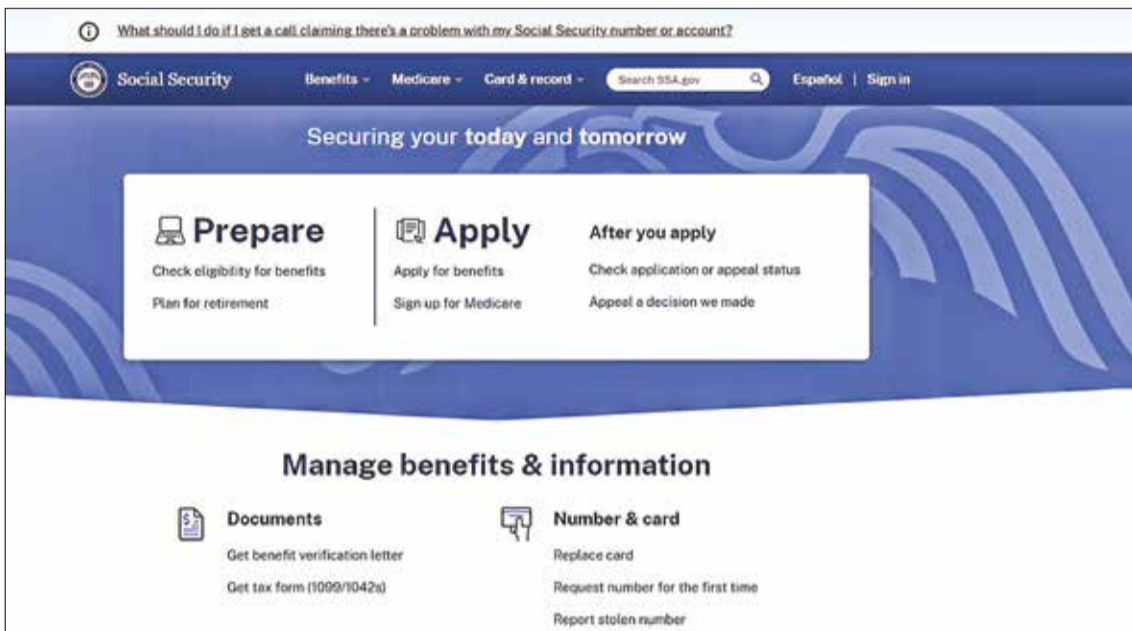 What should I do if I get a call claiming there's a problem with my Social Security number or account?
Social Security Benefits Medicare Card & record Search SSA.gov Español | Sign in
Securing your today and tomorrow
Prepare
Check eligibility for benefits
Plan for retirement
Apply
Apply for benefits
Sign up for Medicare
After you apply
Check application or appeal status
Appeal a decision we made
Manage benefits & information
Documents
Get benefit verification letter
Get tax form (1099/1042s)
Number & card
Replace card
Request number for the first time
Report stolen number